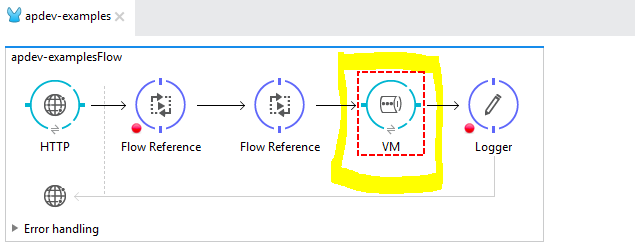 apdev-examples
apdev-examplesFlow
HTTP
Flow Reference
Flow Reference
VM
Logger
Error handling